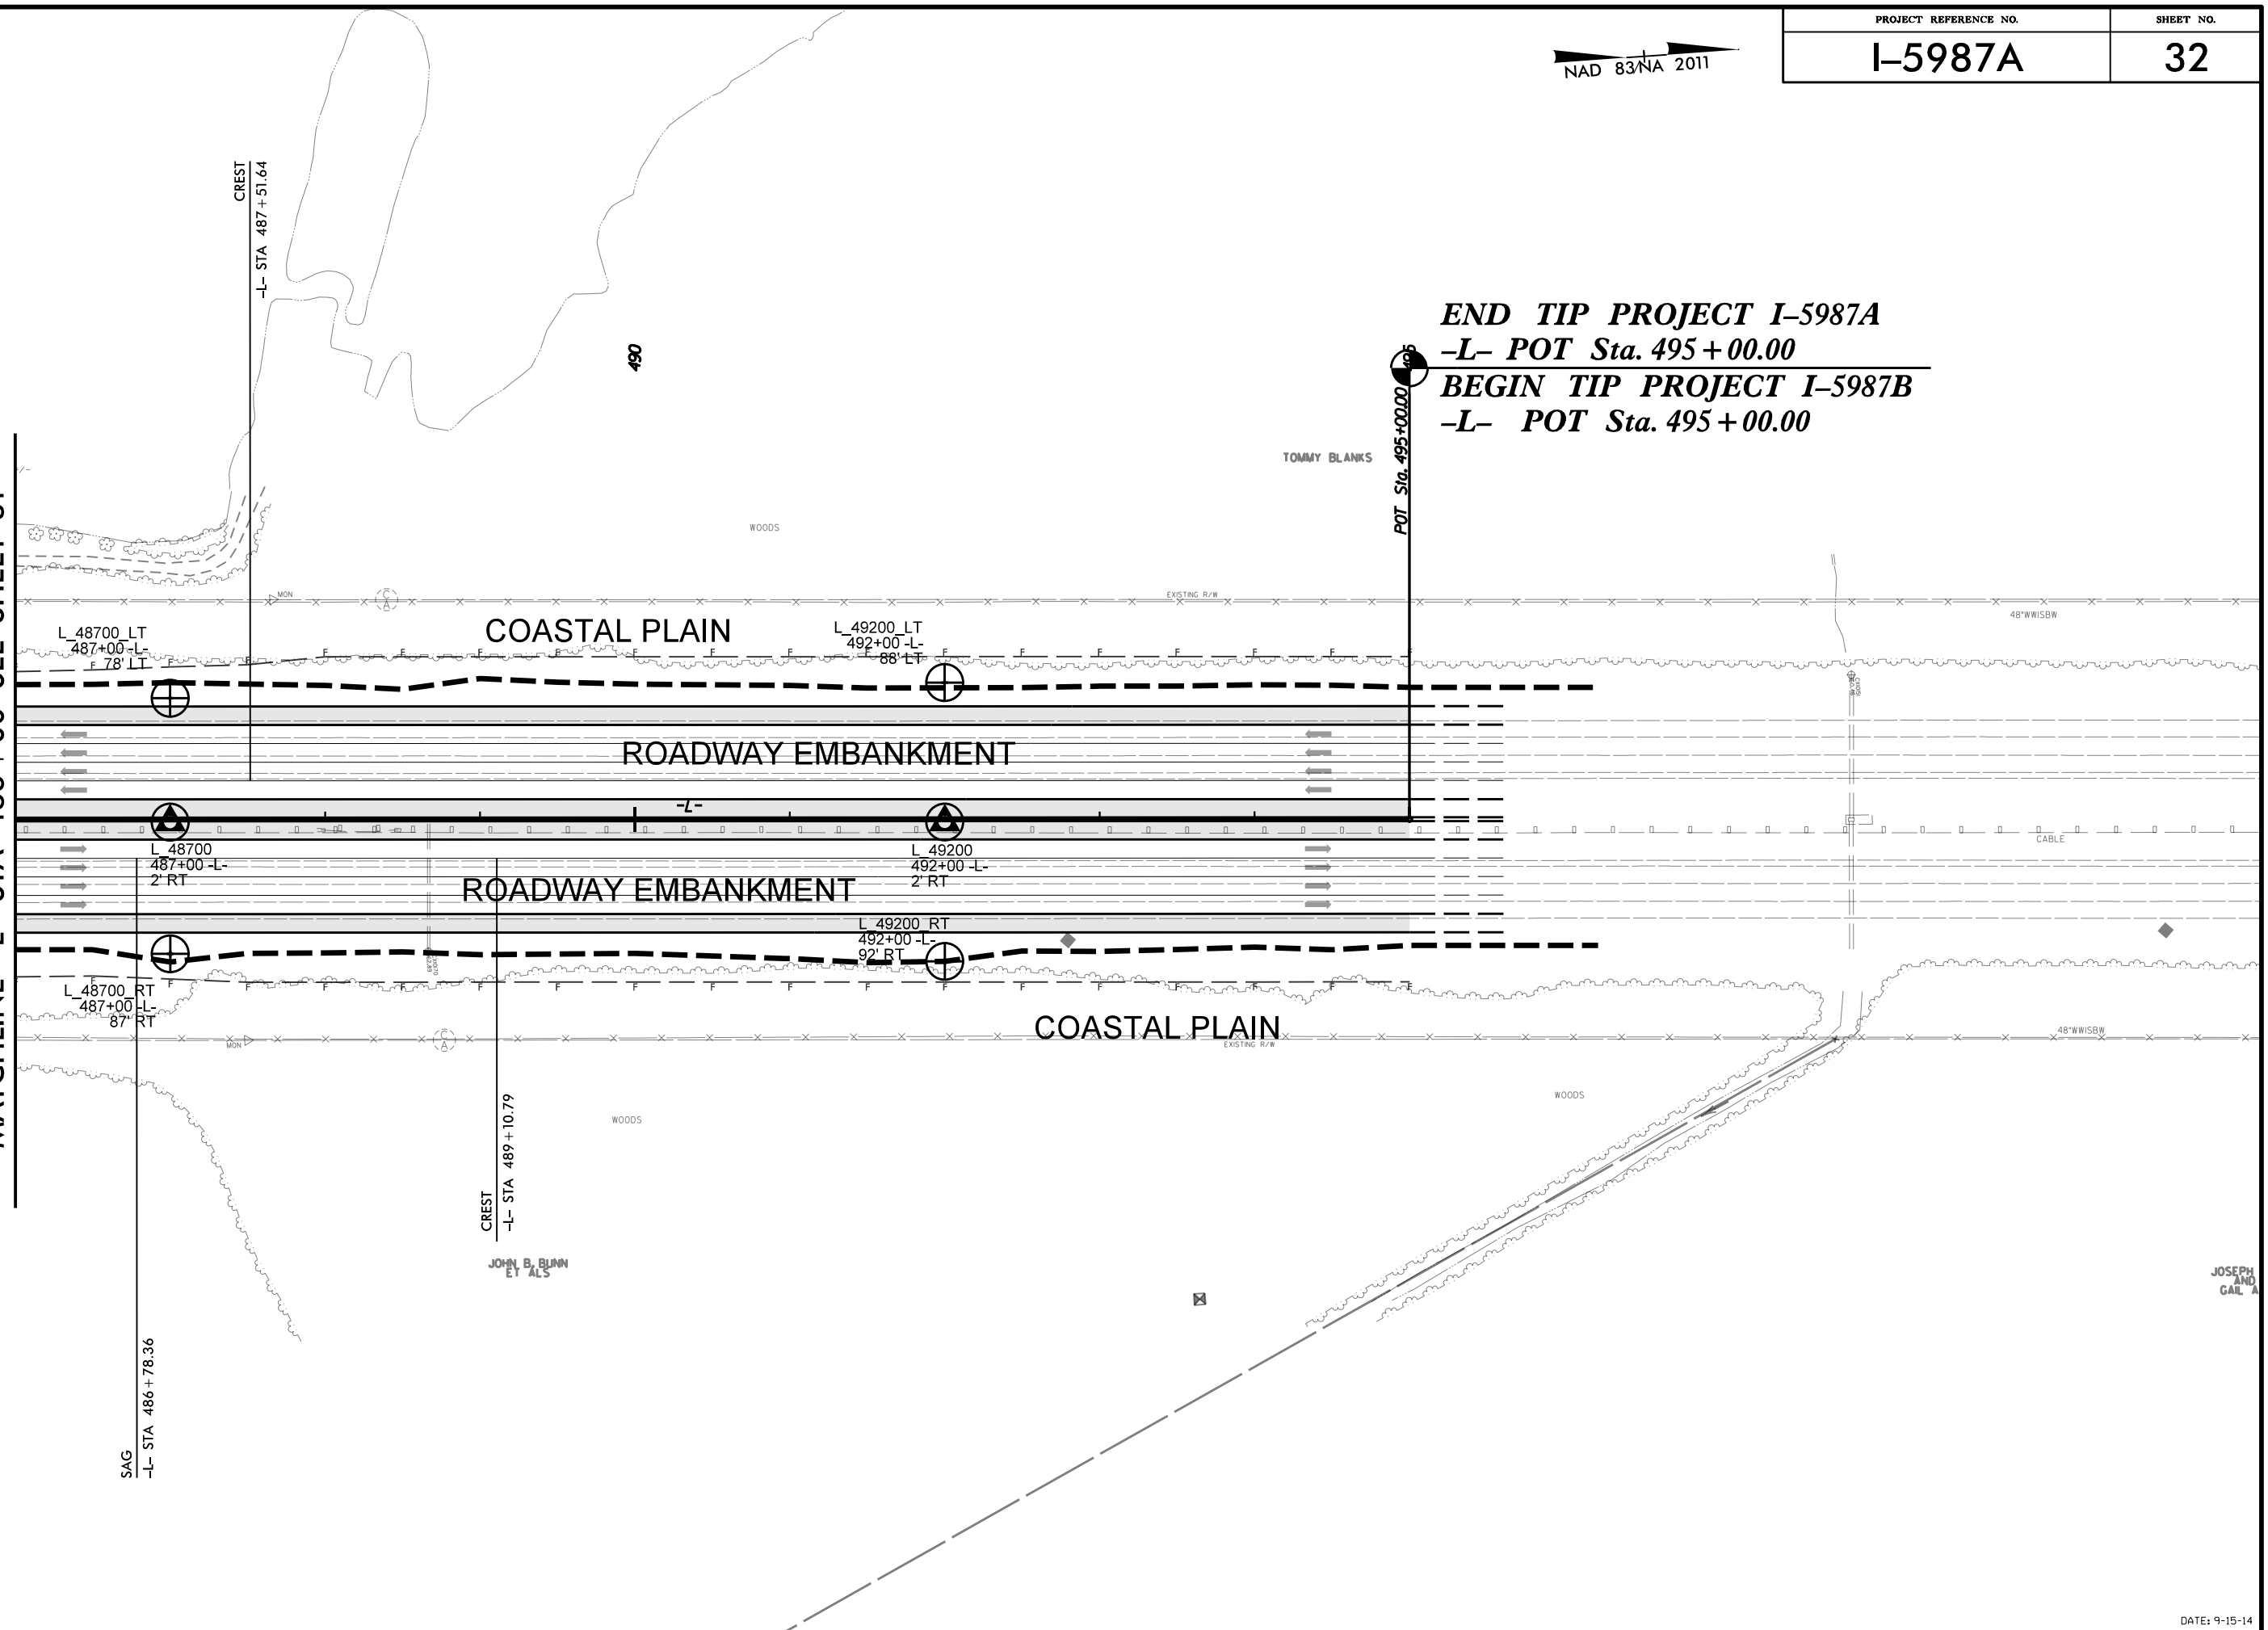 PROJECT REFERENCE NO.
SHEET NO.
I–5987A
32
NAD 83/NA 2011
CREST
–L– STA 487+51.64
490
495
END TIP PROJECT I–5987A
–L– POT Sta. 495+00.00
BEGIN TIP PROJECT I–5987B
–L– POT Sta. 495+00.00
POT Sta. 495+00.00
TOMMY BLANKS
WOODS
+/-
MON
C
A
EXISTING R/W
48"WWISBW
L_48700_LT
487+00 -L-
78' LT
COASTAL PLAIN
L_49200_LT
492+00 -L-
88' LT
F F F F F F F F F F F F F F F F F
ROADWAY EMBANKMENT
-L-
L_48700
487+00 -L-
2' RT
L_49200
492+00 -L-
2' RT
CABLE
ROADWAY EMBANKMENT
L_49200_RT
492+00 -L-
92' RT
F F F F F F F F F F F F F F F F F F
L_48700_RT
487+00 -L-
87' RT
COASTAL PLAIN
MON
C
A
EXISTING R/W
48"WWISBW
WOODS
WOODS
CREST
–L– STA 489+10.79
JOHN B. BUNN
ET ALS
JOSEPH
AND
GAIL A
SAG
–L– STA 486+78.36
DATE: 9-15-14